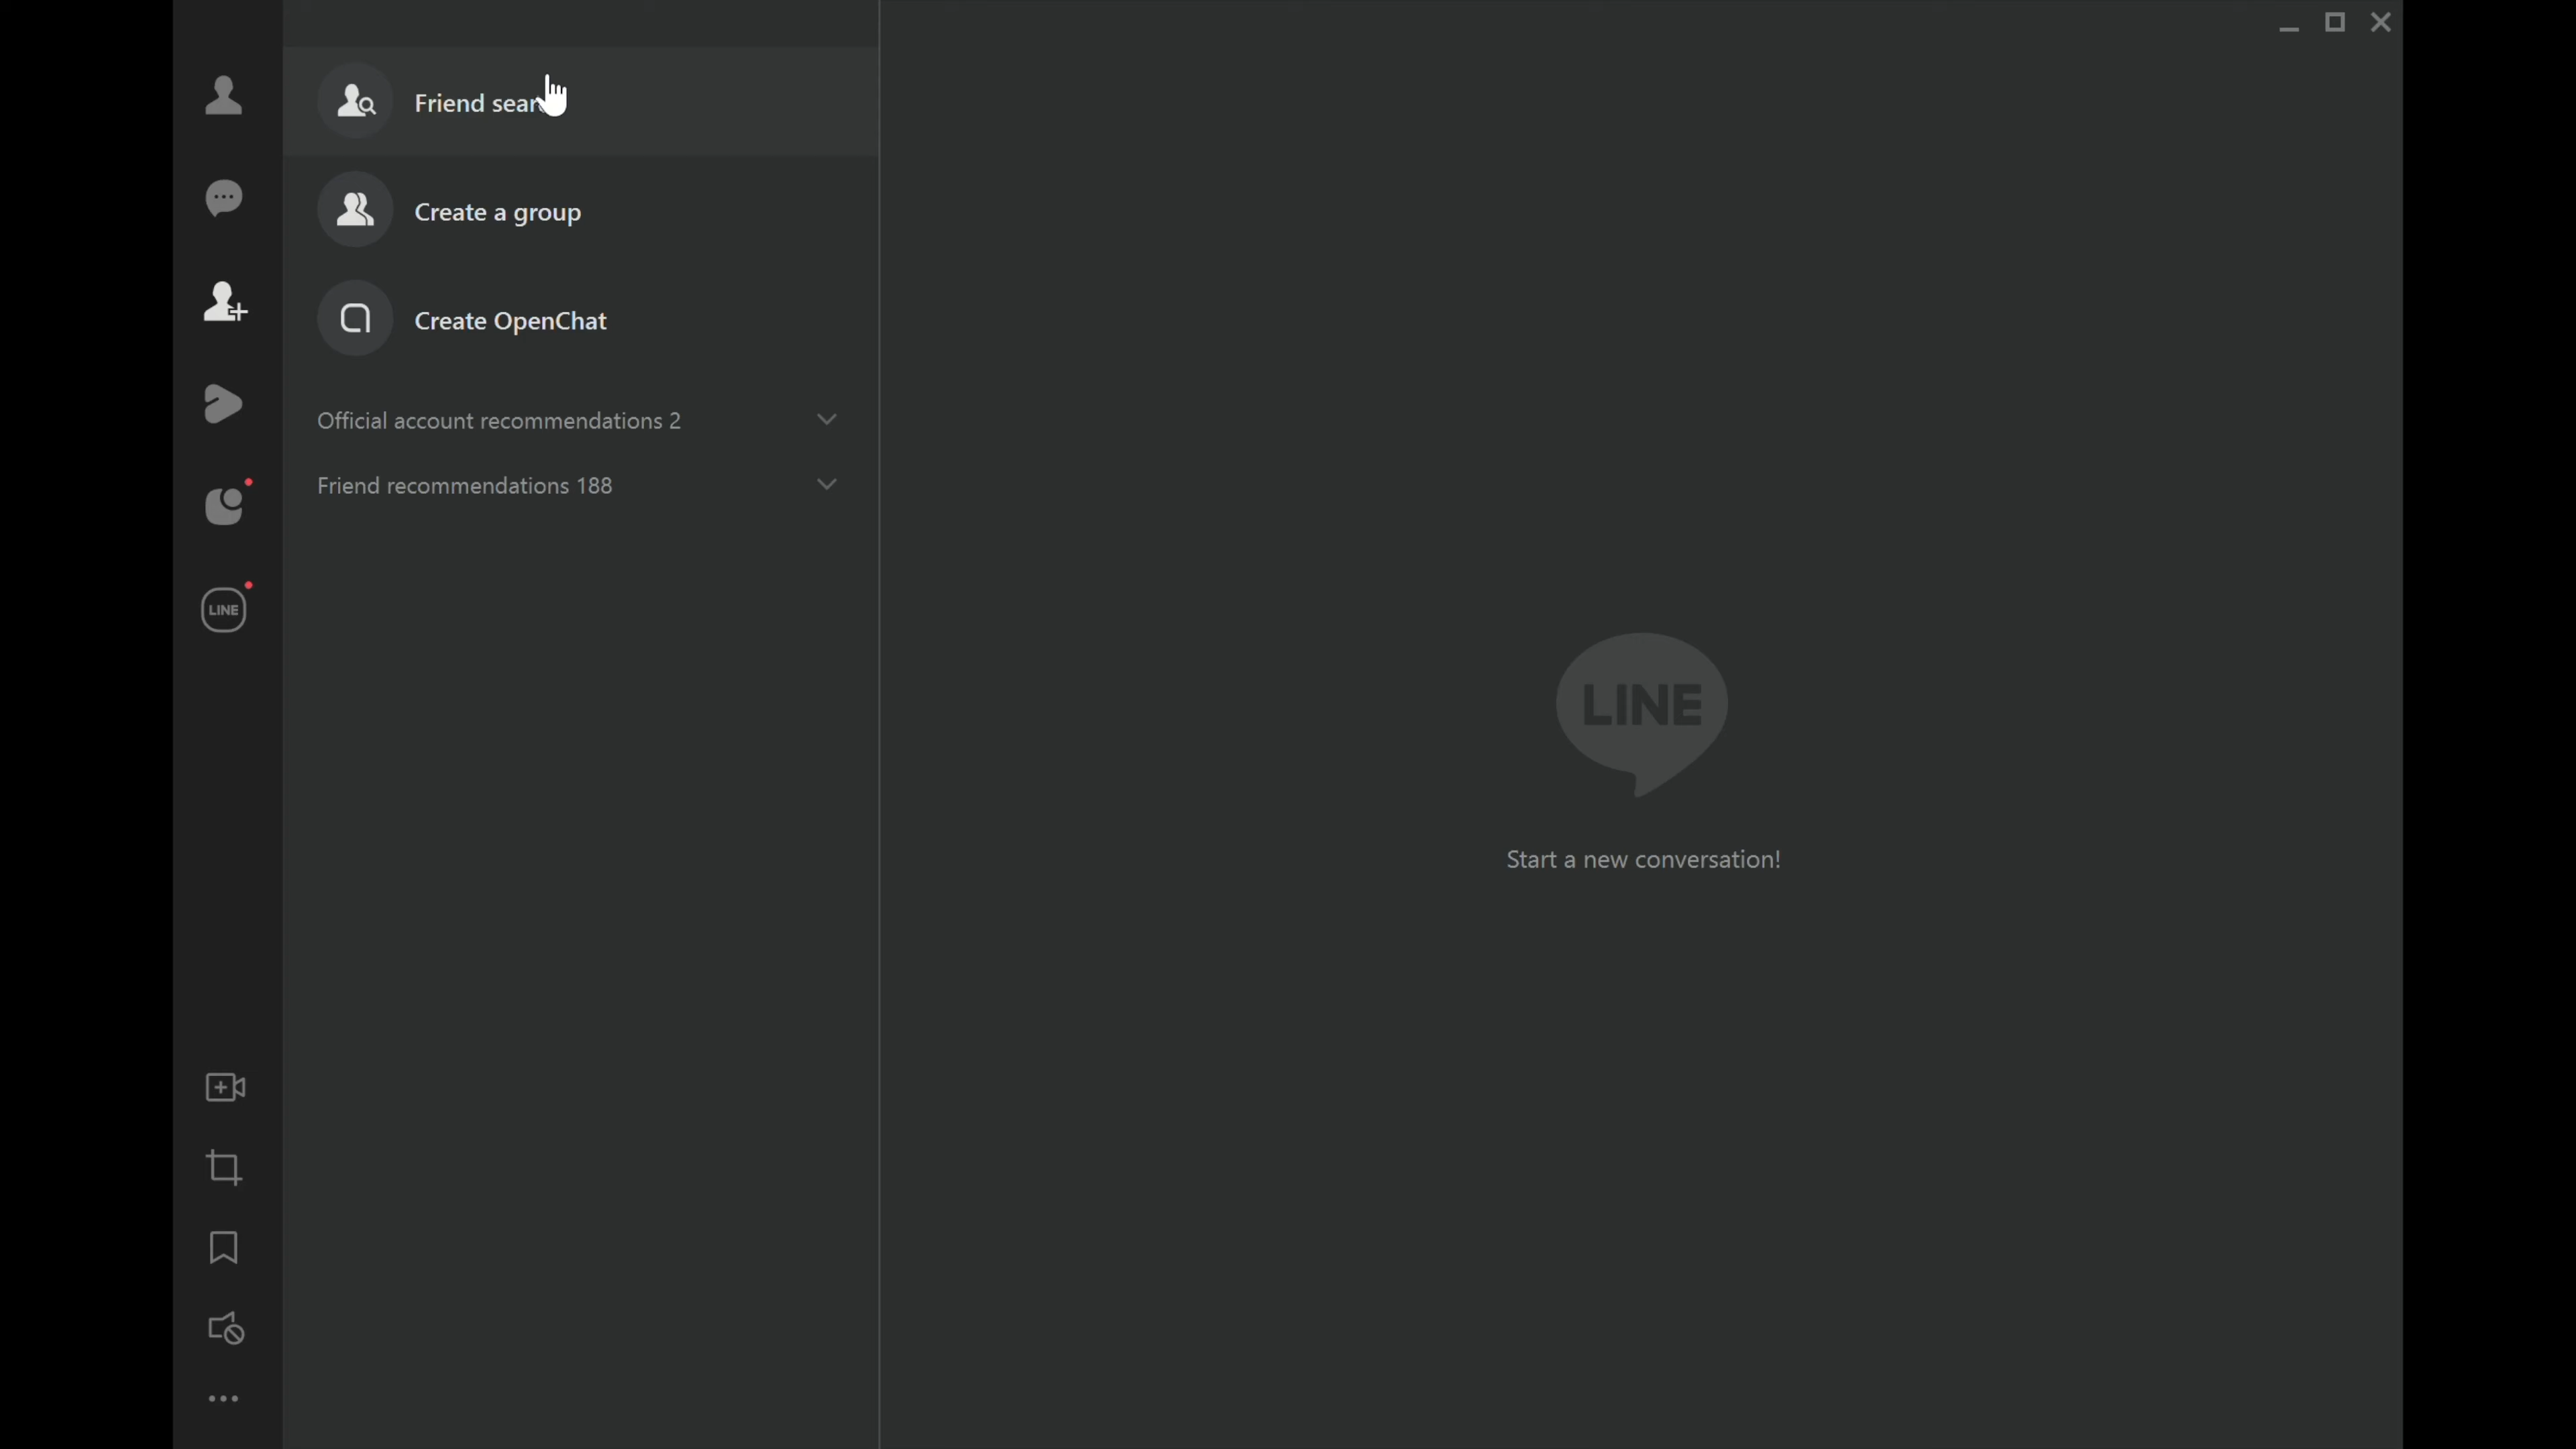 Friend sear
Create a group
Create OpenChat
Official account recommendations 2
Friend recommendations 188
LINE
LINE
Start a new conversation!